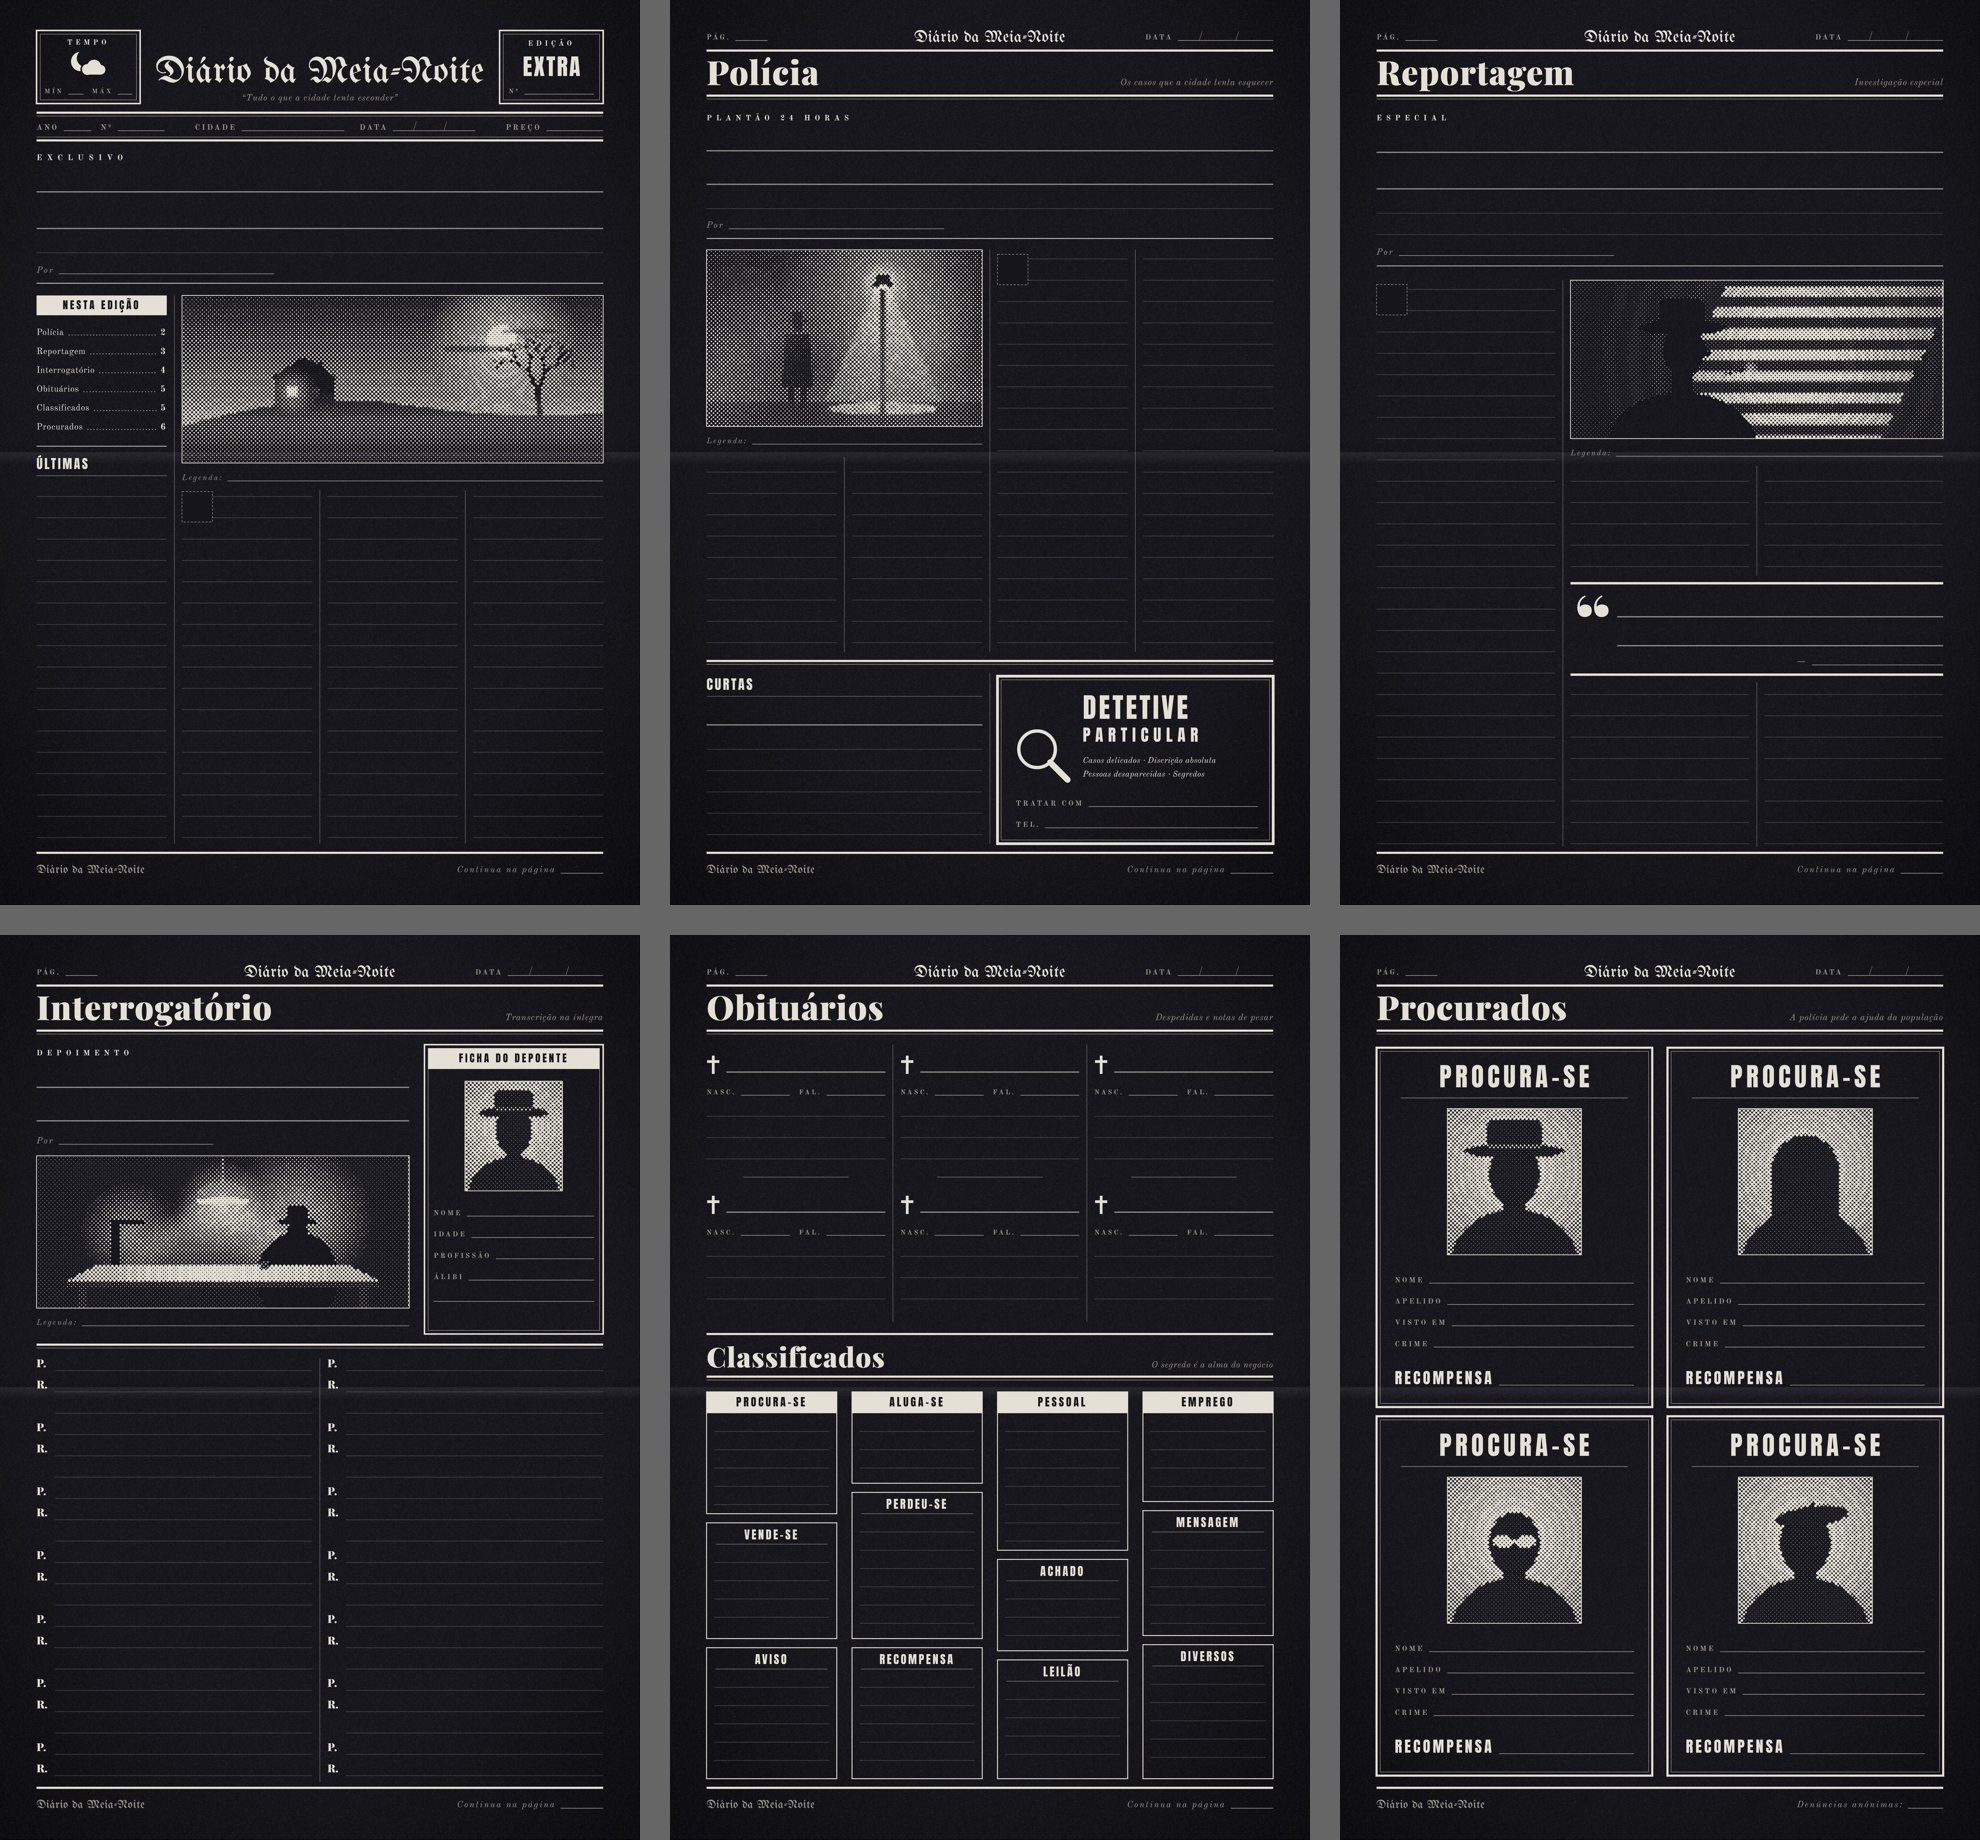 TEMPO
MÍN MÁX
Diário da Meia-Noite
“Tudo o que a cidade tenta esconder”
EDIÇÃO
EXTRA
Nº
ANO Nº CIDADE DATA / / PREÇO
EXCLUSIVO
Por
NESTA EDIÇÃO
Polícia 2
Reportagem 3
Interrogatório 4
Obituários 5
Classificados 5
Procurados 6
ÚLTIMAS
Legenda:
Diário da Meia-Noite
Continua na página
PÁG.
Diário da Meia-Noite
DATA / /
Polícia
Os casos que a cidade tenta esquecer
PLANTÃO 24 HORAS
Por
Legenda:
CURTAS
DETETIVE
PARTICULAR
Casos delicados · Discrição absoluta
Pessoas desaparecidas · Segredos
TRATAR COM
TEL.
Diário da Meia-Noite
Continua na página
PÁG.
Diário da Meia-Noite
DATA / /
Reportagem
Investigação especial
ESPECIAL
Por
Legenda:
“
—
Diário da Meia-Noite
Continua na página
PÁG.
Diário da Meia-Noite
DATA / /
Interrogatório
Transcrição na íntegra
DEPOIMENTO
Por
Legenda:
FICHA DO DEPOENTE
NOME
IDADE
PROFISSÃO
ÁLIBI
P. P.
R. R.
P. P.
R. R.
P. P.
R. R.
P. P.
R. R.
P. P.
R. R.
P. P.
R. R.
P. P.
R. R.
Diário da Meia-Noite
Continua na página
PÁG.
Diário da Meia-Noite
DATA / /
Obituários
Despedidas e notas de pesar
NASC. FAL. NASC. FAL. NASC. FAL.
NASC. FAL. NASC. FAL. NASC. FAL.
Classificados
O segredo é a alma do negócio
PROCURA-SE
VENDE-SE
AVISO
ALUGA-SE
PERDEU-SE
RECOMPENSA
PESSOAL
ACHADO
LEILÃO
EMPREGO
MENSAGEM
DIVERSOS
Diário da Meia-Noite
Continua na página
PÁG.
Diário da Meia-Noite
DATA / /
Procurados
A polícia pede a ajuda da população
PROCURA-SE
NOME
APELIDO
VISTO EM
CRIME
RECOMPENSA
PROCURA-SE
NOME
APELIDO
VISTO EM
CRIME
RECOMPENSA
PROCURA-SE
NOME
APELIDO
VISTO EM
CRIME
RECOMPENSA
PROCURA-SE
NOME
APELIDO
VISTO EM
CRIME
RECOMPENSA
Diário da Meia-Noite
Denúncias anônimas: